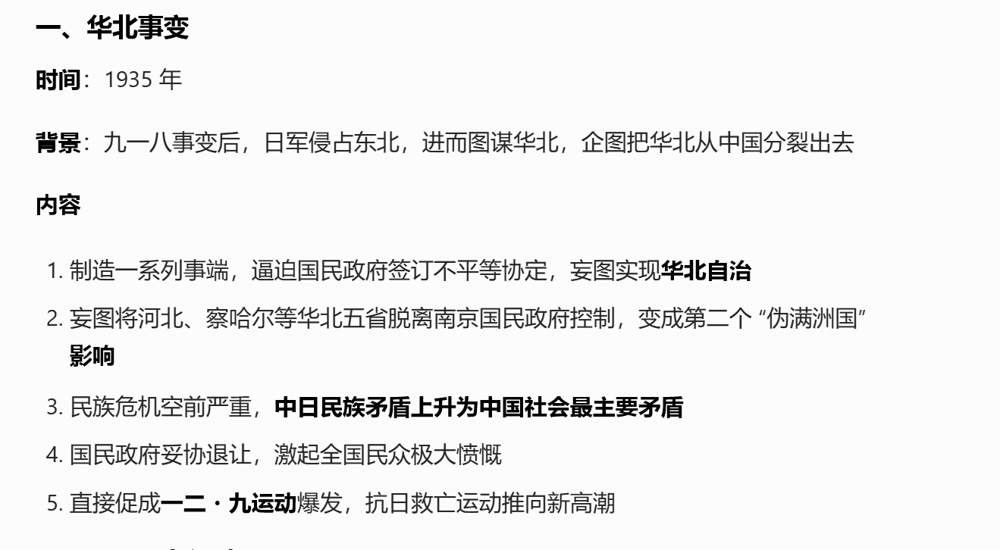 一、华北事变
时间：1935 年
背景：九一八事变后，日军侵占东北，进而图谋华北，企图把华北从中国分裂出去
内容
1. 制造一系列事端，逼迫国民政府签订不平等协定，妄图实现华北自治
2. 妄图将河北、察哈尔等华北五省脱离南京国民政府控制，变成第二个 “伪满洲国”
影响
3. 民族危机空前严重，中日民族矛盾上升为中国社会最主要矛盾
4. 国民政府妥协退让，激起全国民众极大愤慨
5. 直接促成一二・九运动爆发，抗日救亡运动推向新高潮